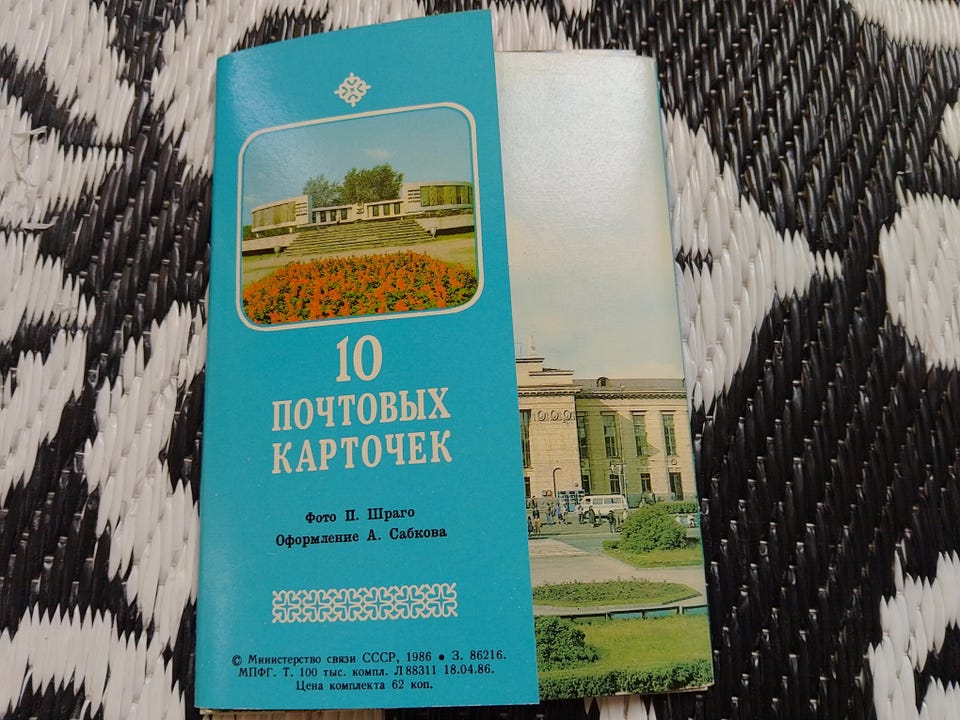 10
ПОЧТОВЫХ
КАРТОЧЕК
Фото П. Шраго
Оформление А. Сабкова
© Министерство связи СССР, 1986 • З. 86216.
МПФГ. Т. 100 тыс. компл. Л 88311 18.04.86.
Цена комплекта 62 коп.